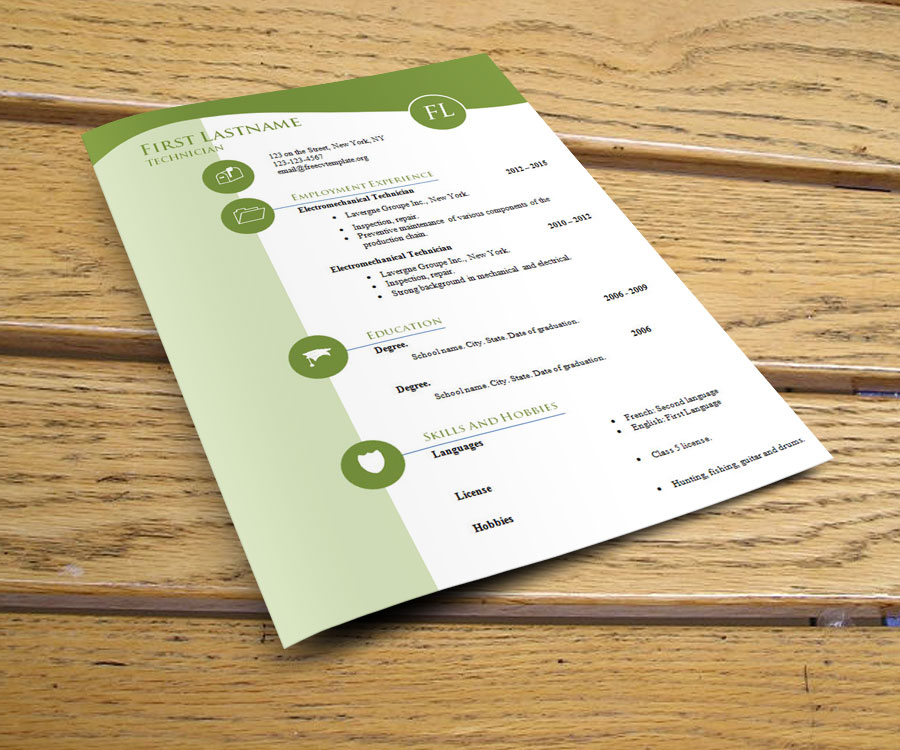 FIRST LASTNAME
FL
TECHNICIAN
123 on the Street, New York, NY
123-123-4567
email@freecvtemplate.org
EMPLOYMENT EXPERIENCE
Electromechanical Technician 2012 – 2015
Lavergne Groupe Inc., New York.
Inspection, repair.
Preventive maintenance of various components of the
production chain.
Electromechanical Technician 2010 – 2012
Lavergne Groupe Inc., New York.
Inspection, repair.
Strong background in mechanical and electrical.
EDUCATION
Degree. 2006 - 2009
School name. City. State. Date of graduation.
Degree. 2006
School name. City. State. Date of graduation.
SKILLS AND HOBBIES
Languages
French: Second language
English: First Language
License
Class 5 license.
Hobbies
Hunting, fishing, guitar and drums.